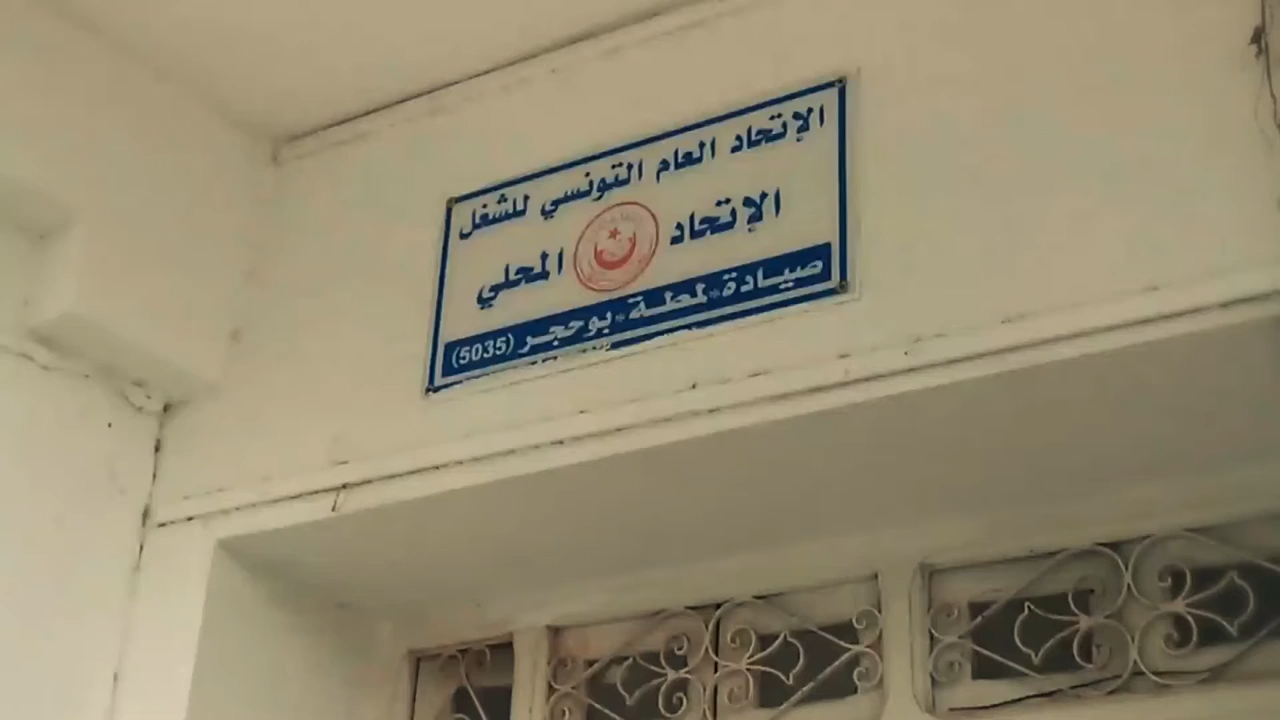 الإتحاد العام التونسي للشغل
الإتحاد المحلي
صيادة * لمطة * بوحجر (5035)